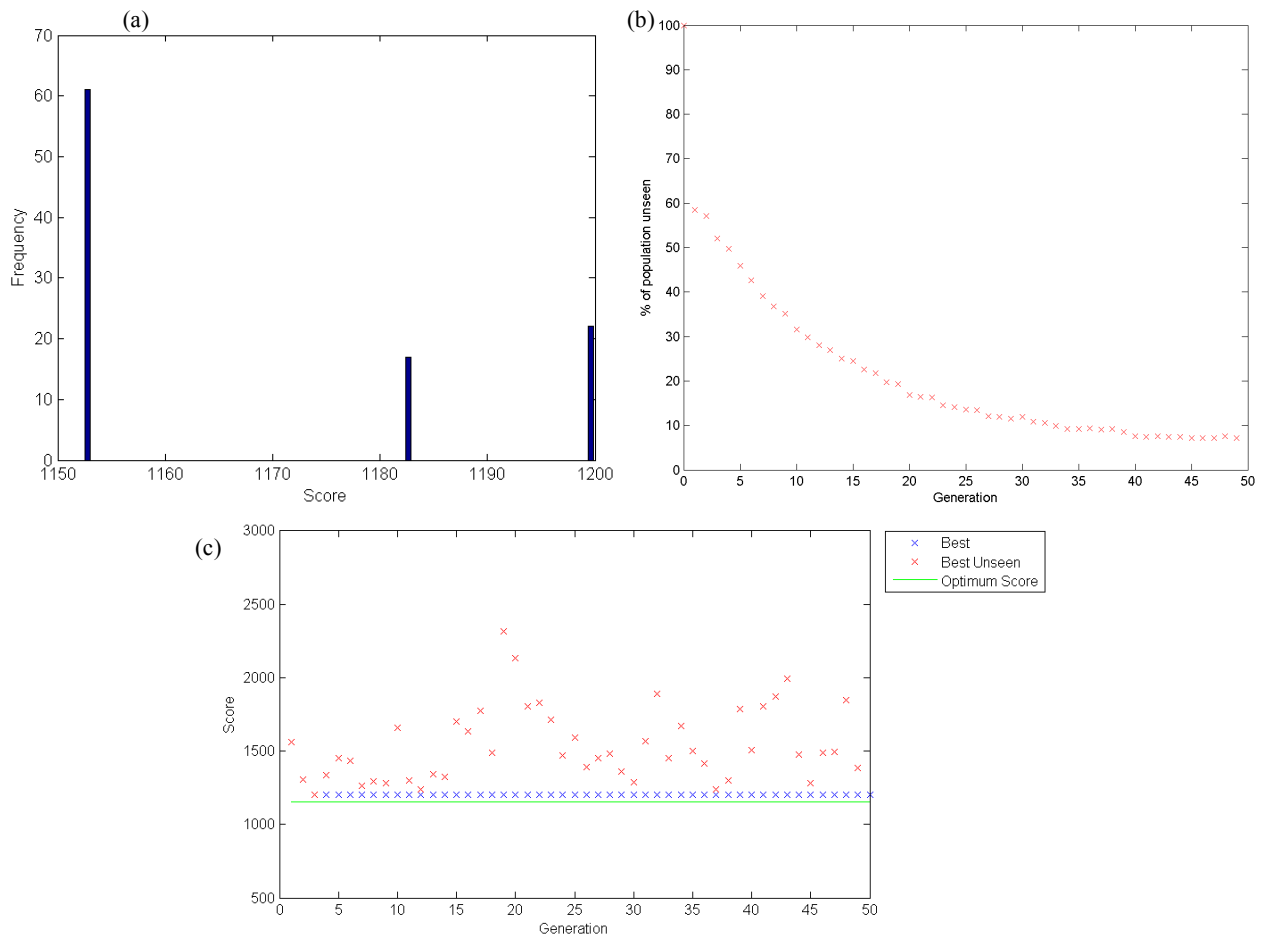 (a)
70
60
50
40
30
20
10
0
Frequency
1150 1160 1170 1180 1190 1200
Score
(b)
100
90
80
70
60
50
40
30
20
10
0
% of population unseen
0 5 10 15 20 25 30 35 40 45 50
Generation
(c)
3000
2500
2000
1500
1000
500
Score
0 5 10 15 20 25 30 35 40 45 50
Generation
Best
Best Unseen
Optimum Score